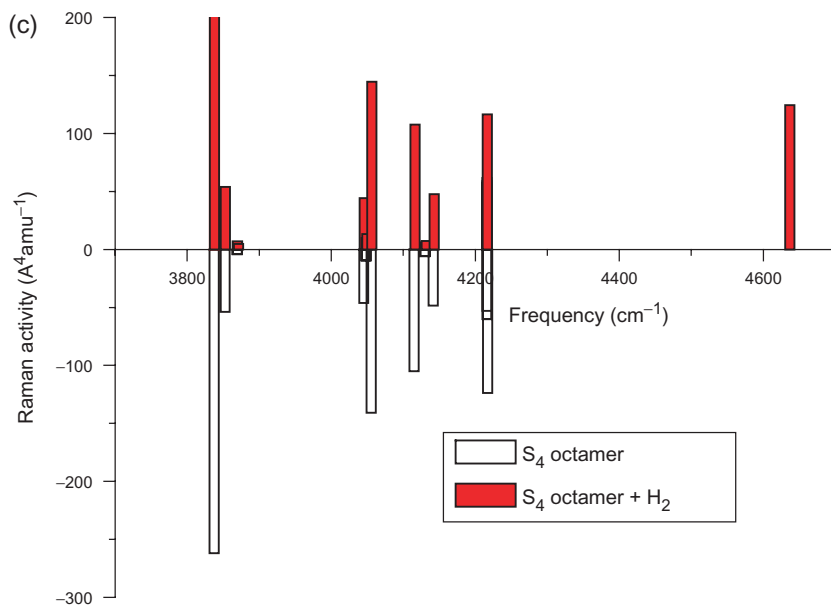 (c)
200
100
0
–100
–200
–300
Raman activity (A⁴amu⁻¹)
3800
4000
4200
4400
4600
Frequency (cm⁻¹)
S₄ octamer
S₄ octamer + H₂